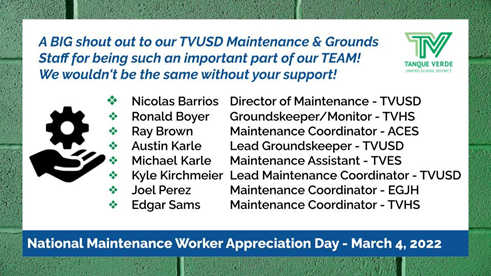 A BIG shout out to our TVUSD Maintenance & Grounds
Staff for being such an important part of our TEAM!
We wouldn't be the same without your support!
TV
TANQUE VERDE
UNIFIED SCHOOL DISTRICT
❖ Nicolas Barrios Director of Maintenance - TVUSD
❖ Ronald Boyer Groundskeeper/Monitor - TVHS
❖ Ray Brown Maintenance Coordinator - ACES
❖ Austin Karle Lead Groundskeeper - TVUSD
❖ Michael Karle Maintenance Assistant - TVES
❖ Kyle Kirchmeier Lead Maintenance Coordinator - TVUSD
❖ Joel Perez Maintenance Coordinator - EGJH
❖ Edgar Sams Maintenance Coordinator - TVHS
National Maintenance Worker Appreciation Day - March 4, 2022